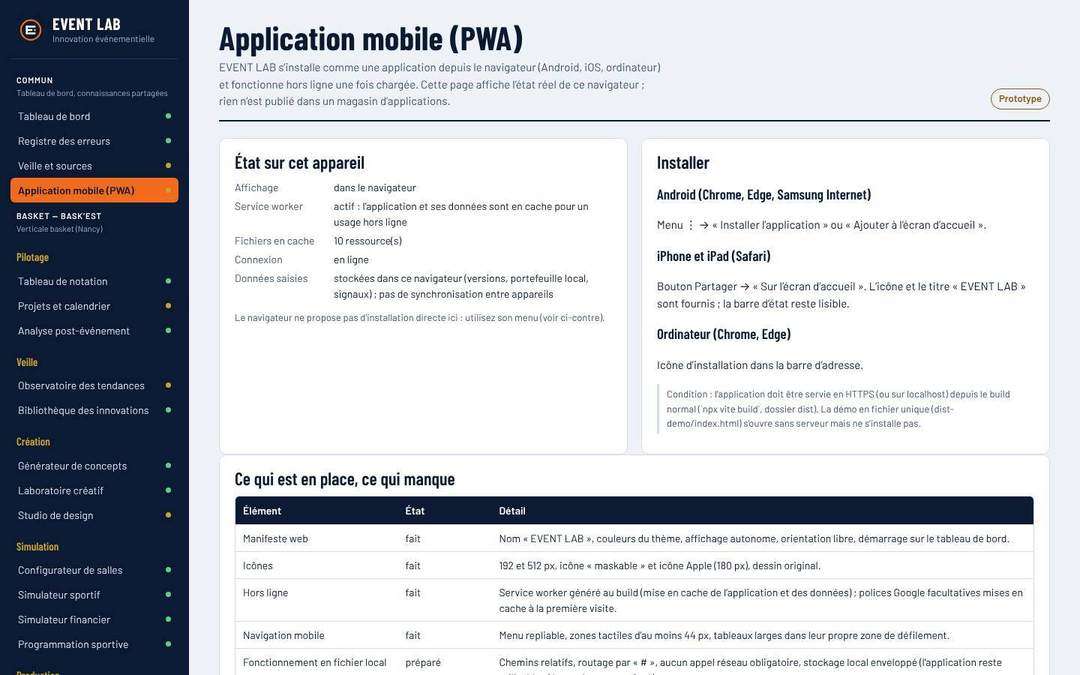 EVENT LAB
Innovation événementielle
COMMUN
Tableau de bord, connaissances partagées
Tableau de bord
Registre des erreurs
Veille et sources
Application mobile (PWA)
BASKET — BASK'EST
Verticale basket (Nancy)
Pilotage
Tableau de notation
Projets et calendrier
Analyse post-événement
Veille
Observatoire des tendances
Bibliothèque des innovations
Création
Générateur de concepts
Laboratoire créatif
Studio de design
Simulation
Configurateur de salles
Simulateur sportif
Simulateur financier
Programmation sportive
Application mobile (PWA)
EVENT LAB s'installe comme une application depuis le navigateur (Android, iOS, ordinateur)
et fonctionne hors ligne une fois chargée. Cette page affiche l'état réel de ce navigateur ;
rien n'est publié dans un magasin d'applications.
Prototype
État sur cet appareil
Affichage dans le navigateur
Service worker actif : l'application et ses données sont en cache pour un
usage hors ligne
Fichiers en cache 10 ressource(s)
Connexion en ligne
Données saisies stockées dans ce navigateur (versions, portefeuille local,
signaux) ; pas de synchronisation entre appareils
Le navigateur ne propose pas d'installation directe ici : utilisez son menu (voir ci-contre).
Installer
Android (Chrome, Edge, Samsung Internet)
Menu ⋮ → « Installer l'application » ou « Ajouter à l'écran d'accueil ».
iPhone et iPad (Safari)
Bouton Partager → « Sur l'écran d'accueil ». L'icône et le titre « EVENT LAB »
sont fournis ; la barre d'état reste lisible.
Ordinateur (Chrome, Edge)
Icône d'installation dans la barre d'adresse.
Condition : l'application doit être servie en HTTPS (ou sur localhost) depuis le build
normal (`npx vite build`, dossier dist). La démo en fichier unique (dist-
demo/index.html) s'ouvre sans serveur mais ne s'installe pas.
Ce qui est en place, ce qui manque
Élément État Détail
Manifeste web fait Nom « EVENT LAB », couleurs du thème, affichage autonome, orientation libre, démarrage sur le tableau de bord.
Icônes fait 192 et 512 px, icône « maskable » et icône Apple (180 px), dessin original.
Hors ligne fait Service worker généré au build (mise en cache de l'application et des données) ; polices Google facultatives mises en
cache à la première visite.
Navigation mobile fait Menu repliable, zones tactiles d'au moins 44 px, tableaux larges dans leur propre zone de défilement.
Fonctionnement en fichier local préparé Chemins relatifs, routage par « # », aucun appel réseau obligatoire, stockage local enveloppé (l'application reste